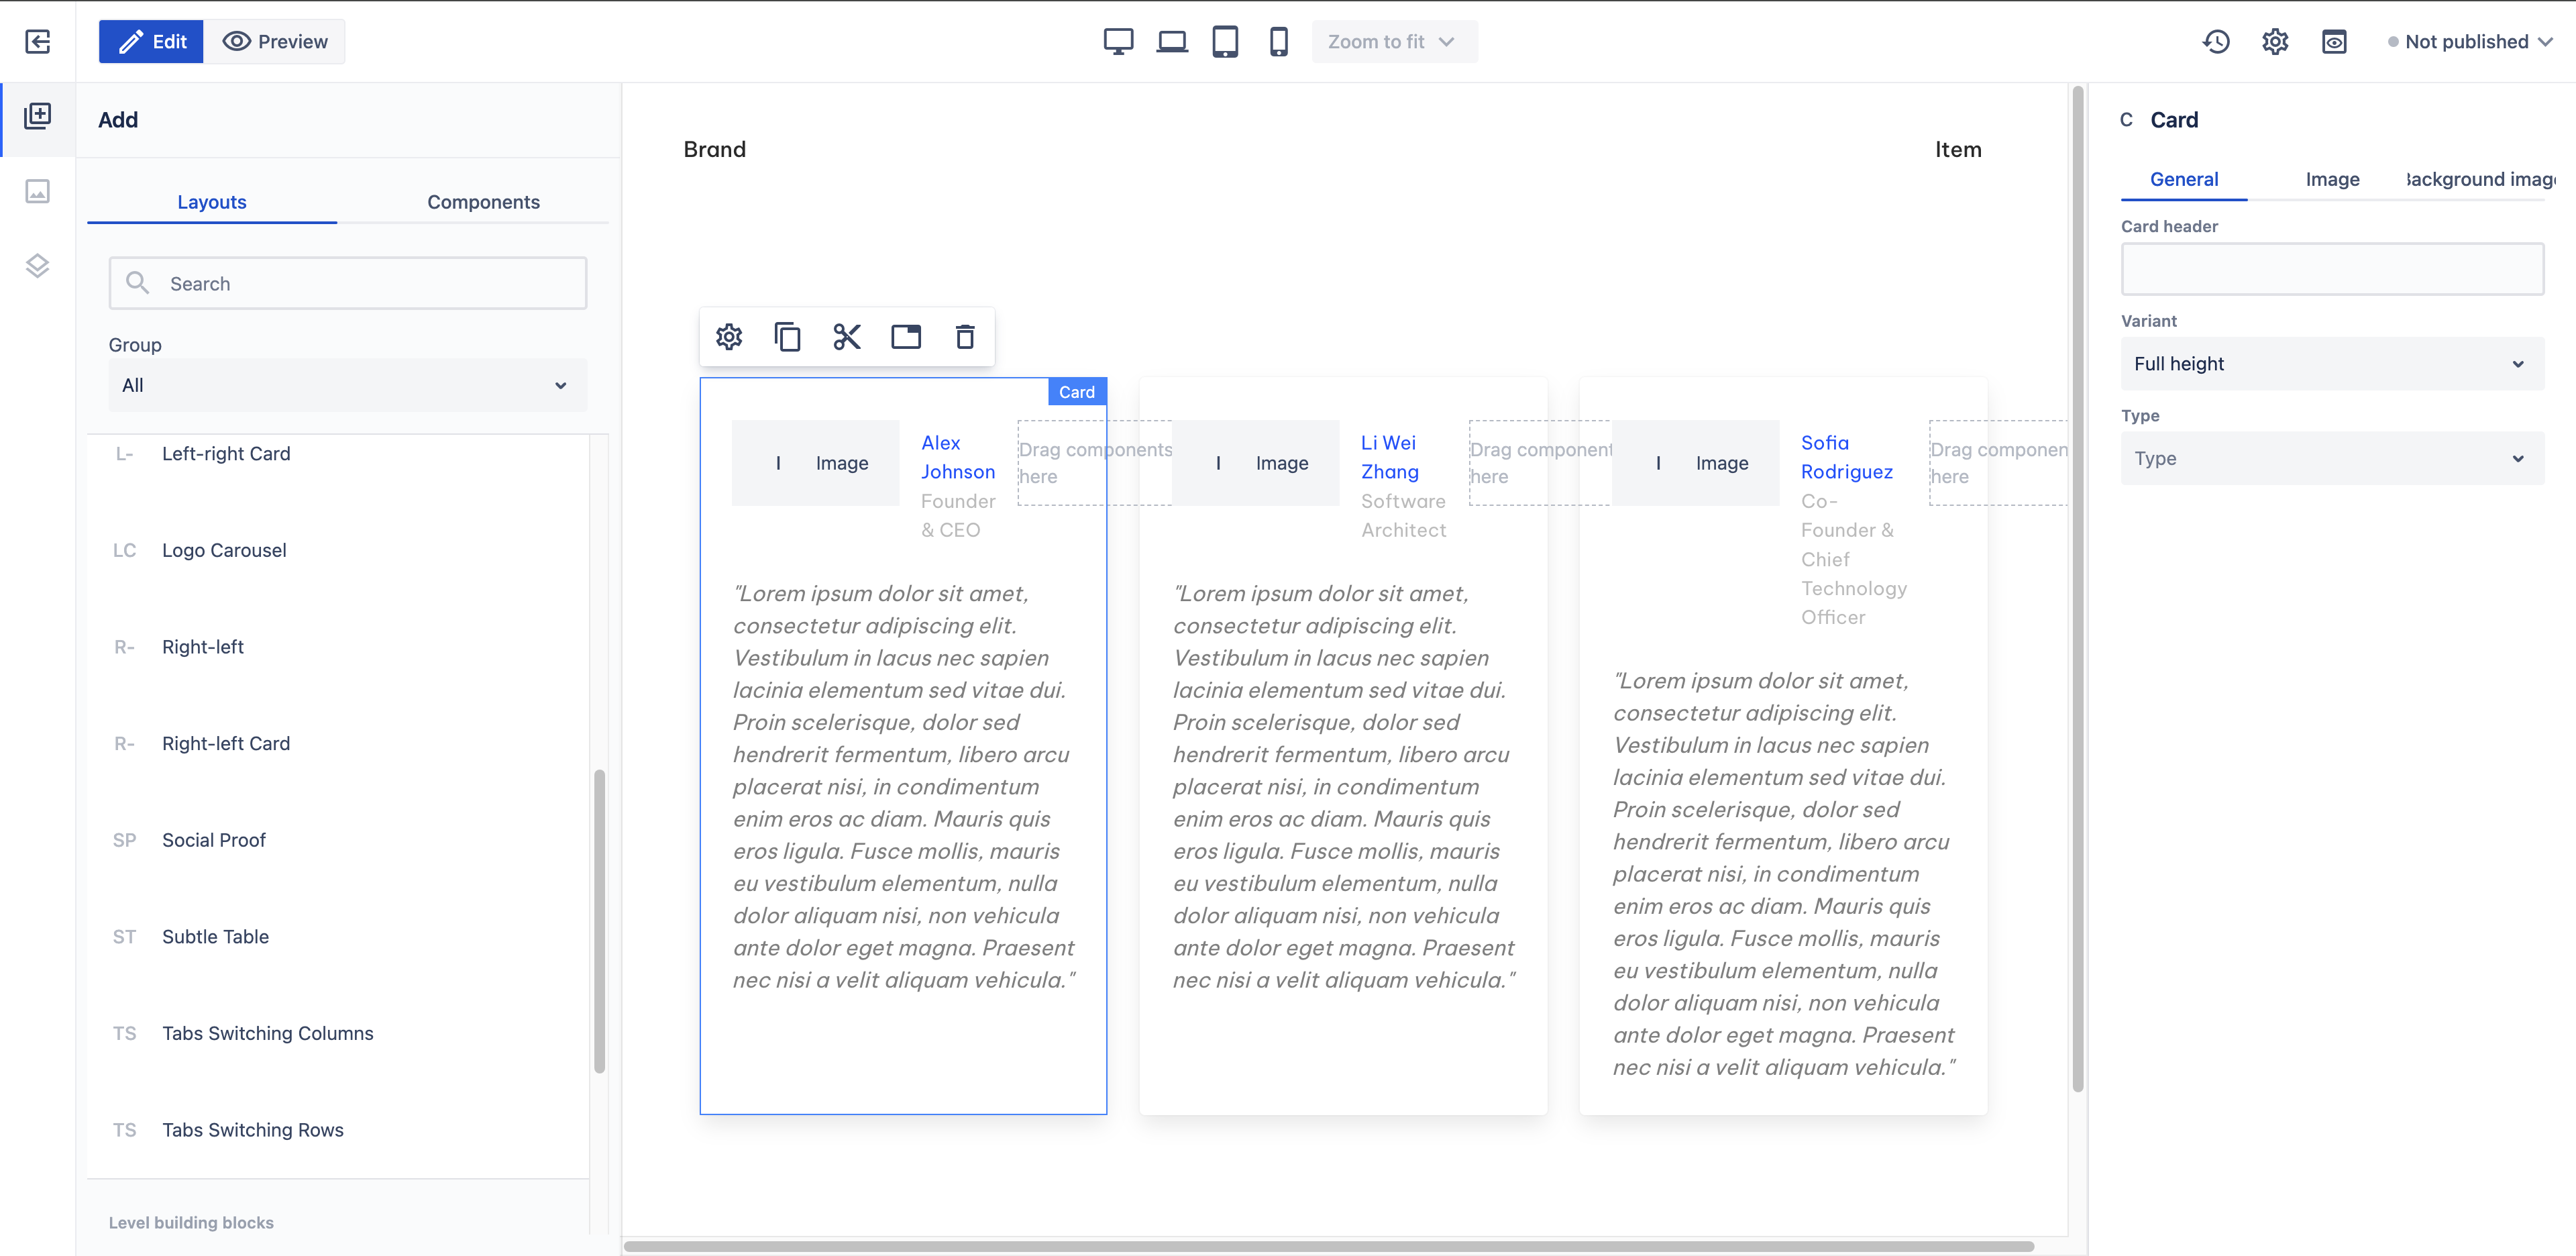 Edit
Preview
Zoom to fit
Not published
Add
Layouts
Components
Search
Group
All
L- Left-right Card
LC Logo Carousel
R- Right-left
R- Right-left Card
SP Social Proof
ST Subtle Table
TS Tabs Switching Columns
TS Tabs Switching Rows
Level building blocks
Brand
Item
Card
I Image
Alex
Johnson
Founder
& CEO
Drag components
here
"Lorem ipsum dolor sit amet,
consectetur adipiscing elit.
Vestibulum in lacus nec sapien
lacinia elementum sed vitae dui.
Proin scelerisque, dolor sed
hendrerit fermentum, libero arcu
placerat nisi, in condimentum
enim eros ac diam. Mauris quis
eros ligula. Fusce mollis, mauris
eu vestibulum elementum, nulla
dolor aliquam nisi, non vehicula
ante dolor eget magna. Praesent
nec nisi a velit aliquam vehicula."
I Image
Li Wei
Zhang
Software
Architect
Drag component
here
"Lorem ipsum dolor sit amet,
consectetur adipiscing elit.
Vestibulum in lacus nec sapien
lacinia elementum sed vitae dui.
Proin scelerisque, dolor sed
hendrerit fermentum, libero arcu
placerat nisi, in condimentum
enim eros ac diam. Mauris quis
eros ligula. Fusce mollis, mauris
eu vestibulum elementum, nulla
dolor aliquam nisi, non vehicula
ante dolor eget magna. Praesent
nec nisi a velit aliquam vehicula."
I Image
Sofia
Rodriguez
Co-
Founder &
Chief
Technology
Officer
Drag componen
here
"Lorem ipsum dolor sit amet,
consectetur adipiscing elit.
Vestibulum in lacus nec sapien
lacinia elementum sed vitae dui.
Proin scelerisque, dolor sed
hendrerit fermentum, libero arcu
placerat nisi, in condimentum
enim eros ac diam. Mauris quis
eros ligula. Fusce mollis, mauris
eu vestibulum elementum, nulla
dolor aliquam nisi, non vehicula
ante dolor eget magna. Praesent
nec nisi a velit aliquam vehicula."
C Card
General
Image
Background image
Card header
Variant
Full height
Type
Type